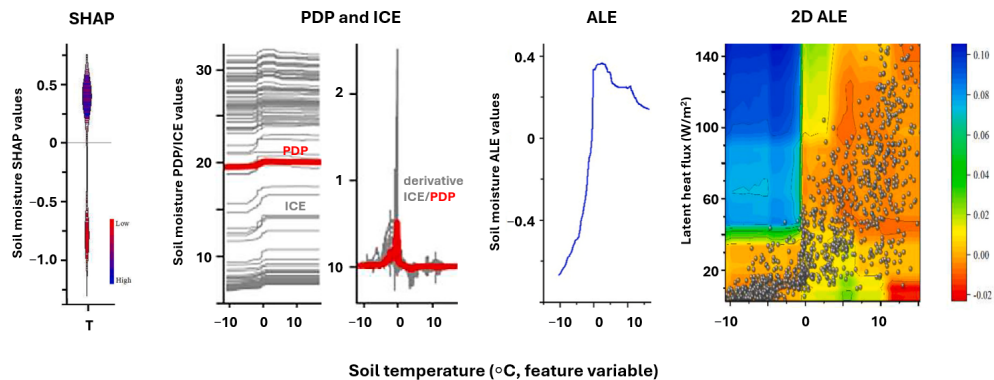 SHAP
PDP and ICE
ALE
2D ALE
Soil moisture SHAP values
0.5
0
−0.5
−1.0
Low
High
T
Soil moisture PDP/ICE values
30
20
10
PDP
ICE
−10 0 10
2
1
10
derivative
ICE/PDP
−10 0 10
Soil moisture ALE values
0.4
0
−0.4
−10 0 10
Latent heat flux (W/m²)
140
100
60
20
−10 0 10
0.10
0.08
0.06
0.04
0.02
0.00
−0.02
Soil temperature (○C, feature variable)